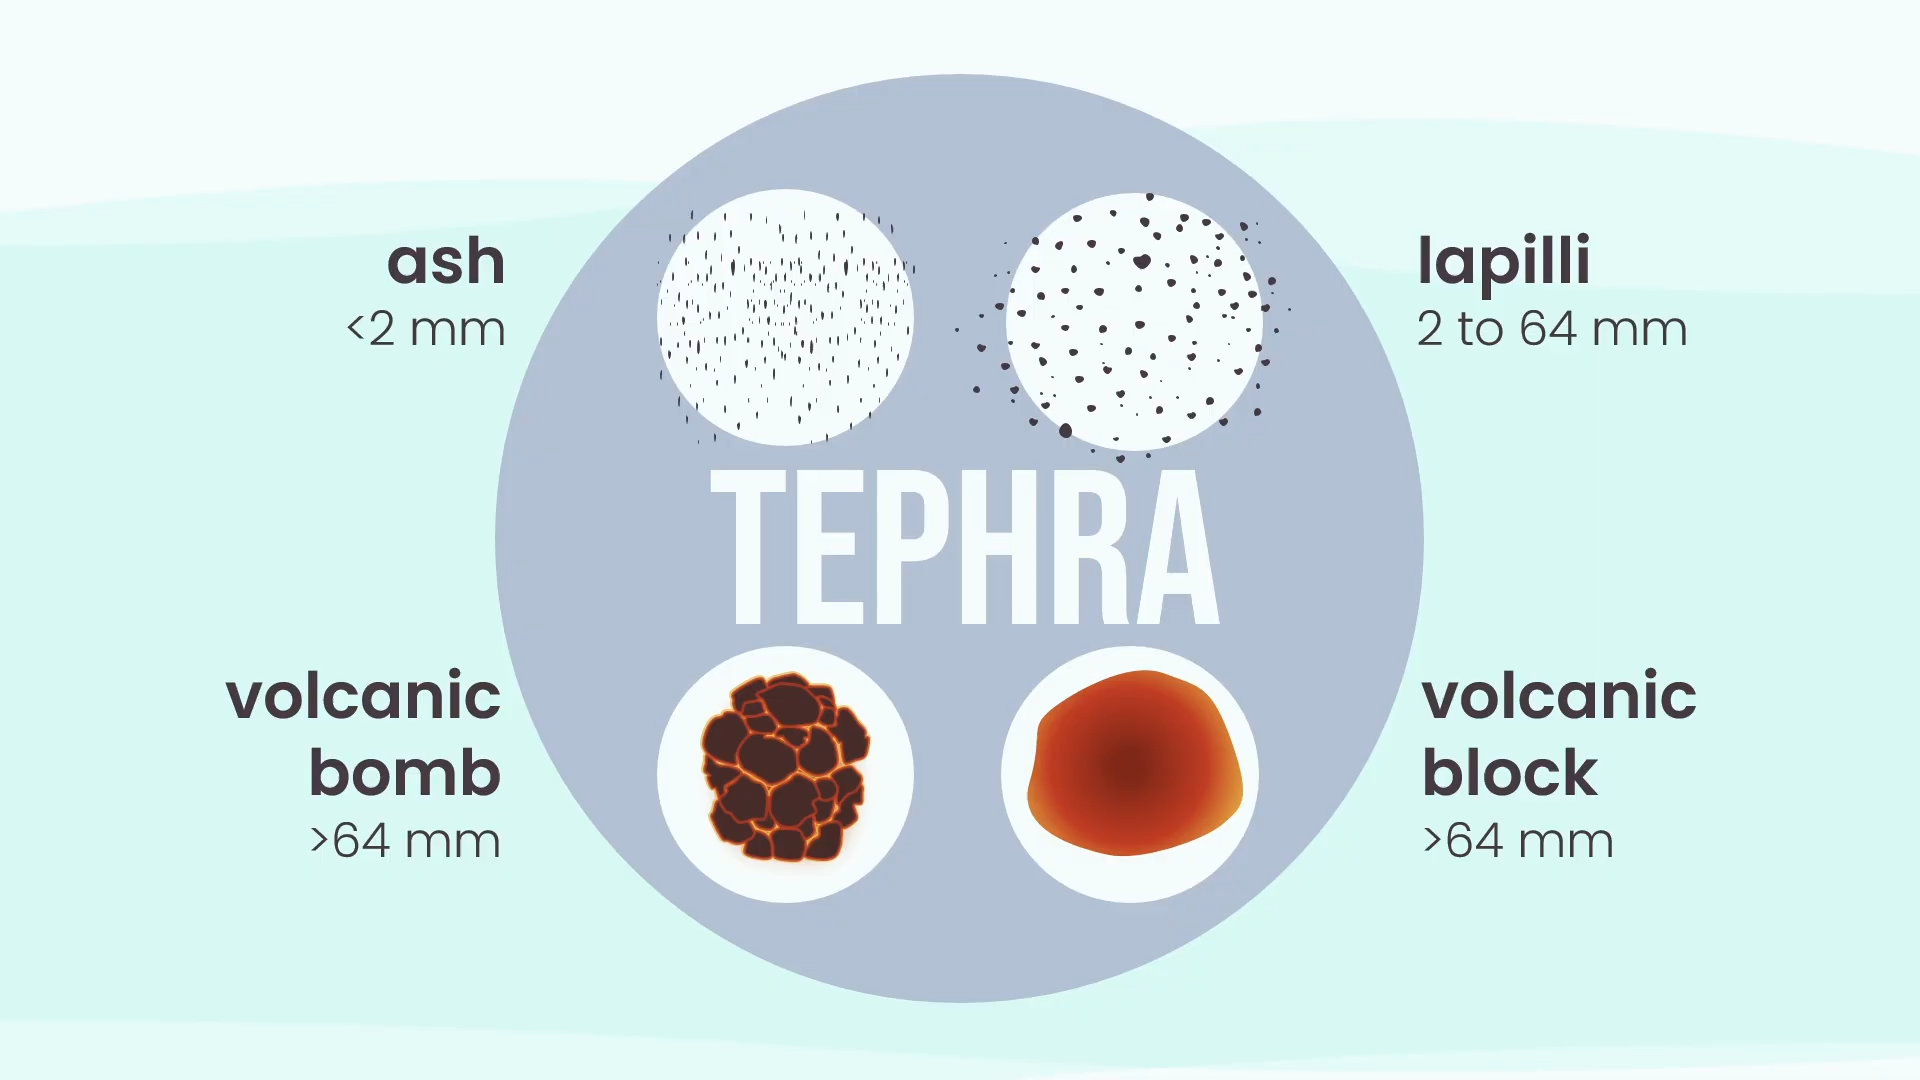 ash
<2 mm
lapilli
2 to 64 mm
TEPHRA
volcanic
bomb
>64 mm
volcanic
block
>64 mm